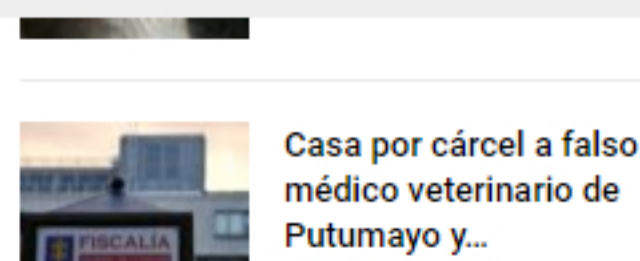 Casa por cárcel a falso
médico veterinario de
Putumayo y...
FISCALÍA